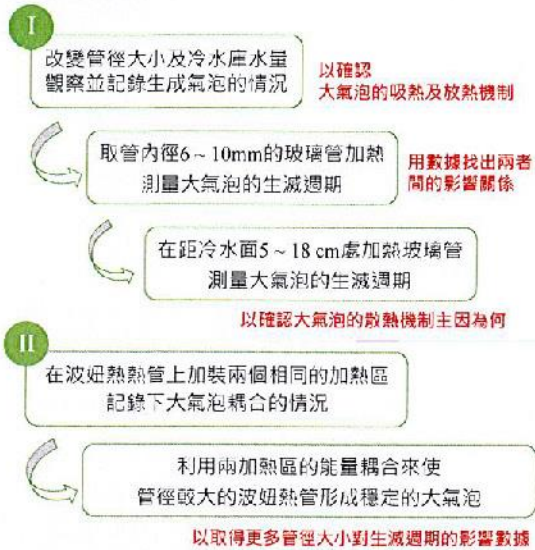 I
改變管徑大小及冷水庫水量
觀察並記錄生成氣泡的情況
以確認
大氣泡的吸熱及放熱機制
取管內徑6 ~ 10mm的玻璃管加熱
測量大氣泡的生滅週期
用數據找出兩者
間的影響關係
在距冷水面5 ~ 18 cm處加熱玻璃管
測量大氣泡的生滅週期
以確認大氣泡的散熱機制主因為何
II
在波妞熱熱管上加裝兩個相同的加熱區
記錄下大氣泡耦合的情況
利用兩加熱區的能量耦合來使
管徑較大的波妞熱管形成穩定的大氣泡
以取得更多管徑大小對生滅週期的影響數據